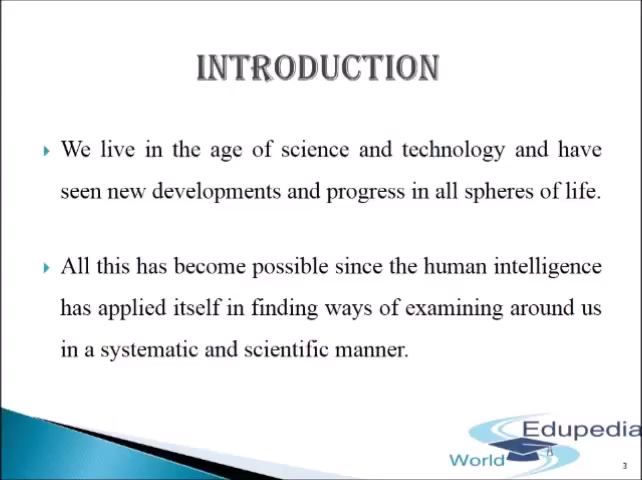 INTRODUCTION
We live in the age of science and technology and have
seen new developments and progress in all spheres of life.
All this has become possible since the human intelligence
has applied itself in finding ways of examining around us
in a systematic and scientific manner.
Edupedia
World
3